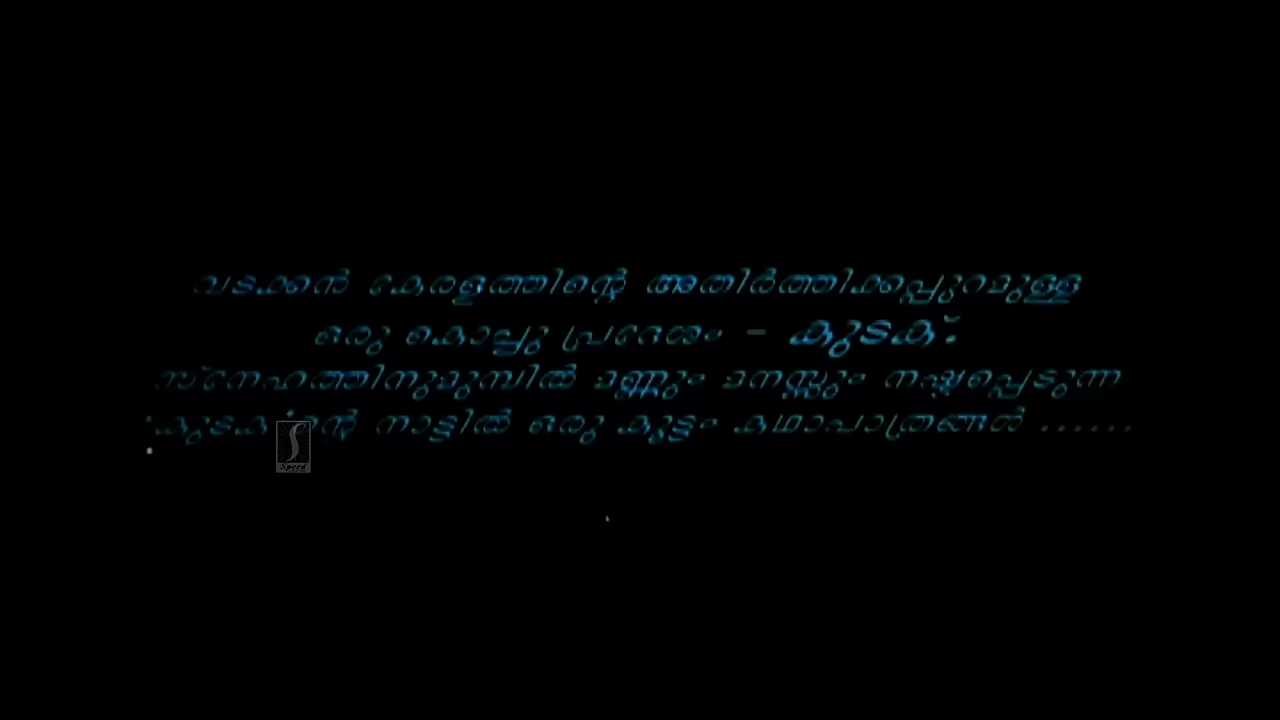 വടക്കൻ കേരളത്തിന്റെ അതിർത്തിക്കപ്പുറമുള്ള
ഒരു കൊച്ചു പ്രദേശം - കുടക്.
സ്നേഹത്തിനുമുമ്പിൽ മണ്ണും മനസ്സും നഷ്ടപ്പെടുന്ന
കുടകിന്റെ നാട്ടിൽ ഒരു കൂട്ടം കഥാപാത്രങ്ങൾ ......
Speed